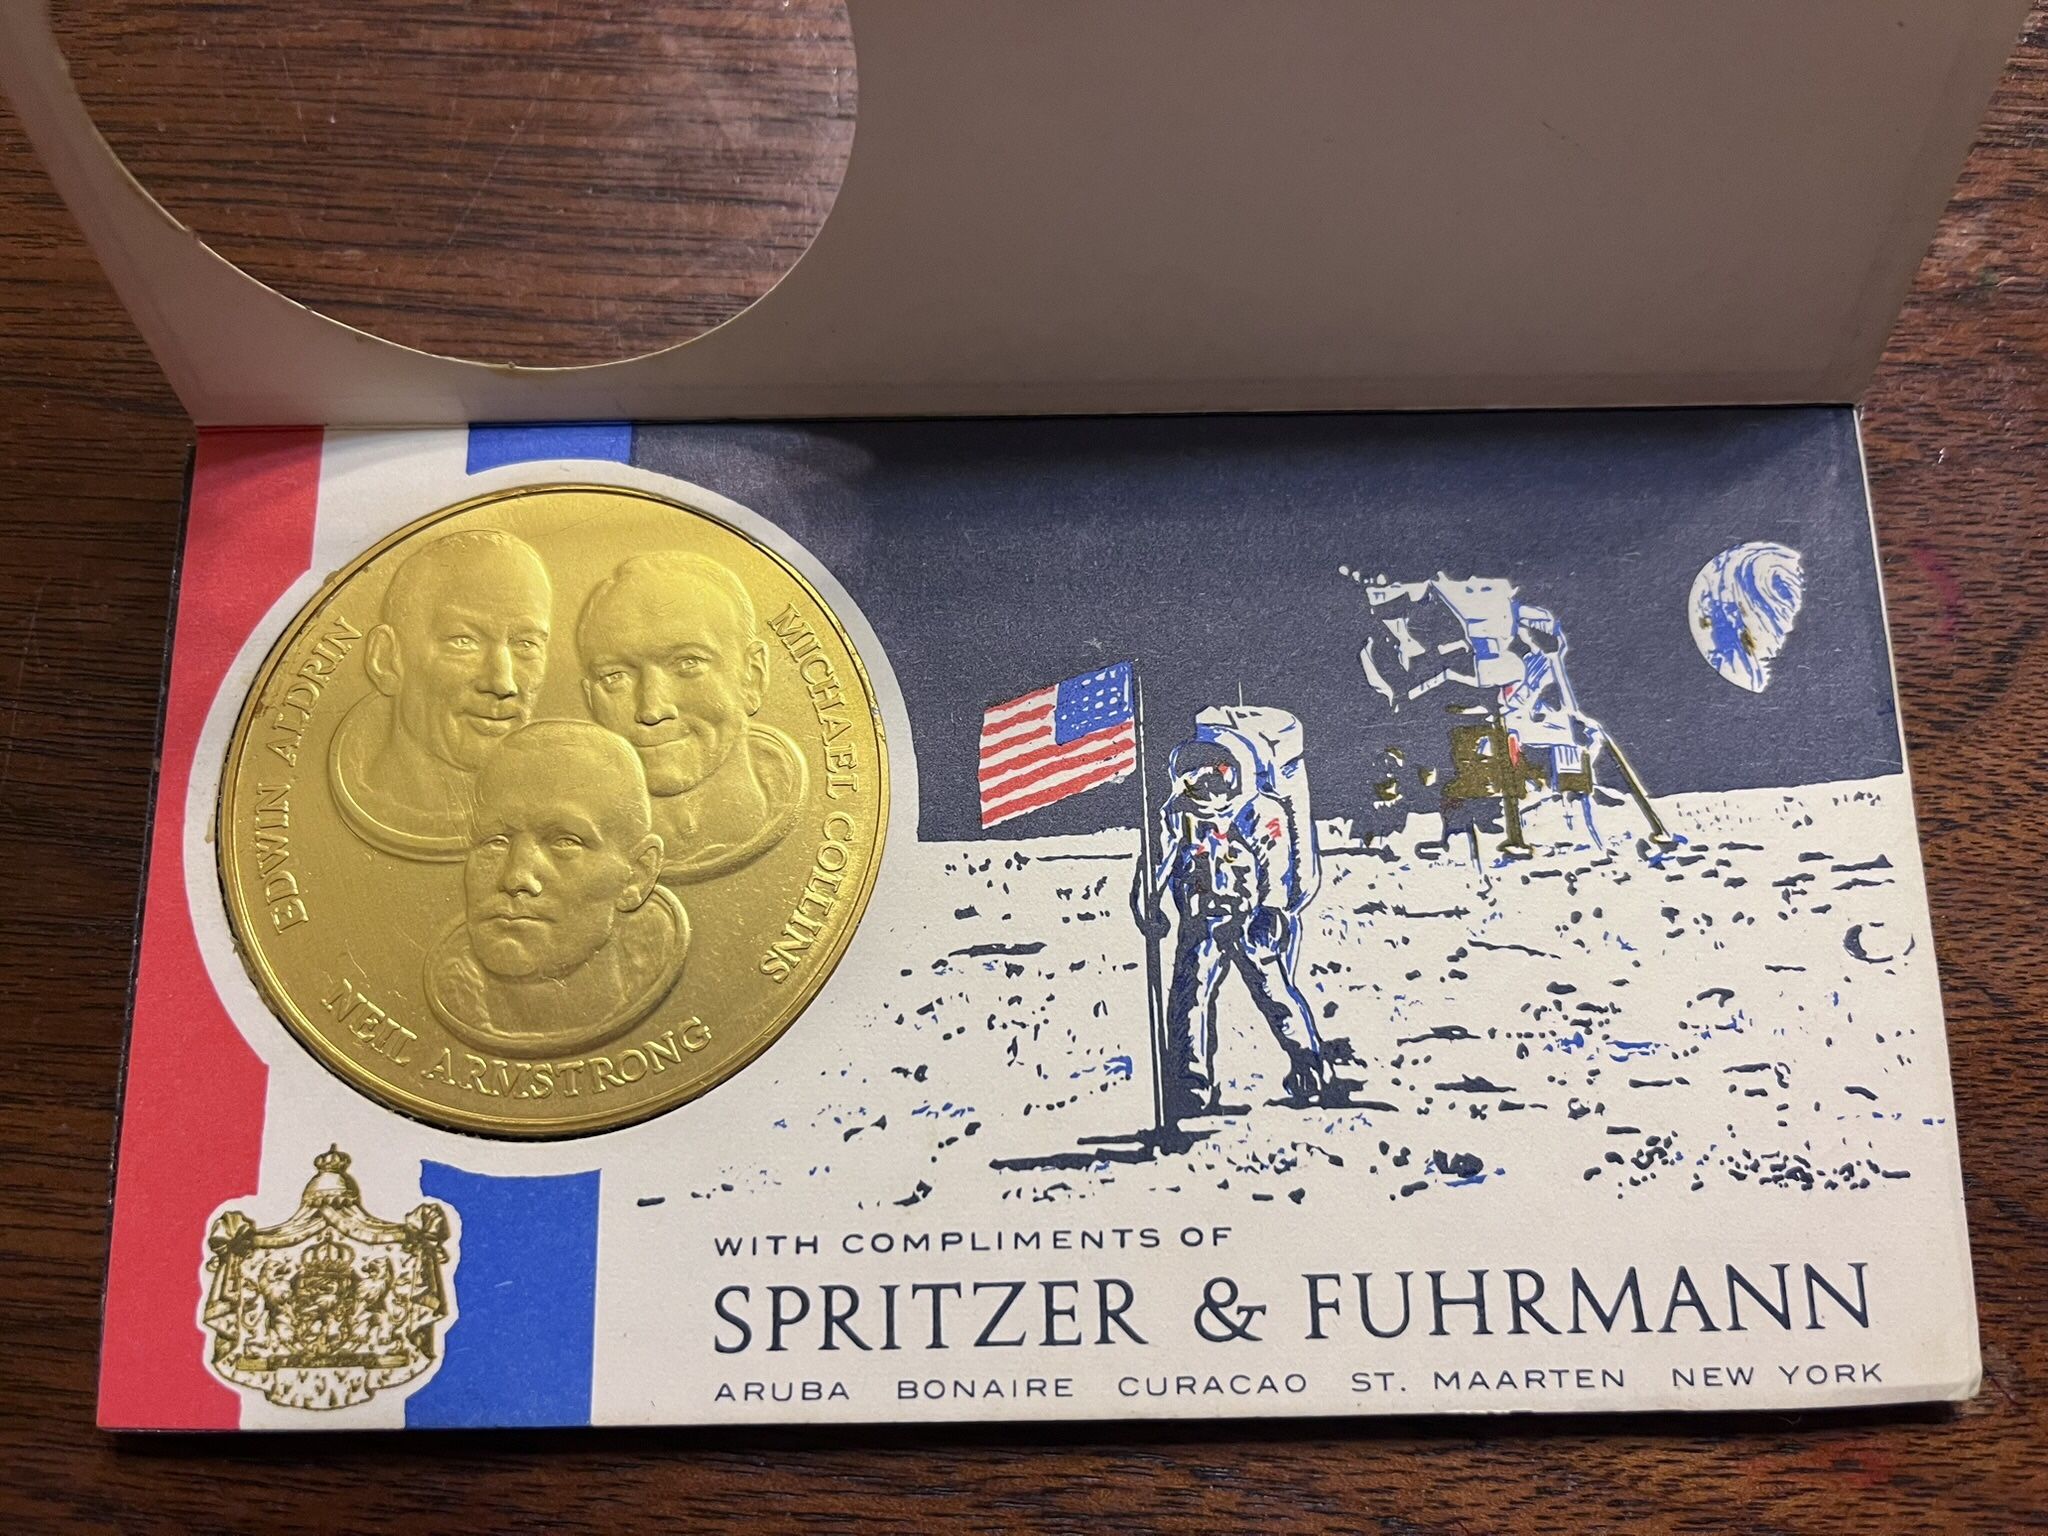 EDWIN ALDRIN
MICHAEL COLLINS
NEIL ARMSTRONG
WITH COMPLIMENTS OF
SPRITZER & FUHRMANN
ARUBA BONAIRE CURACAO ST. MAARTEN NEW YORK